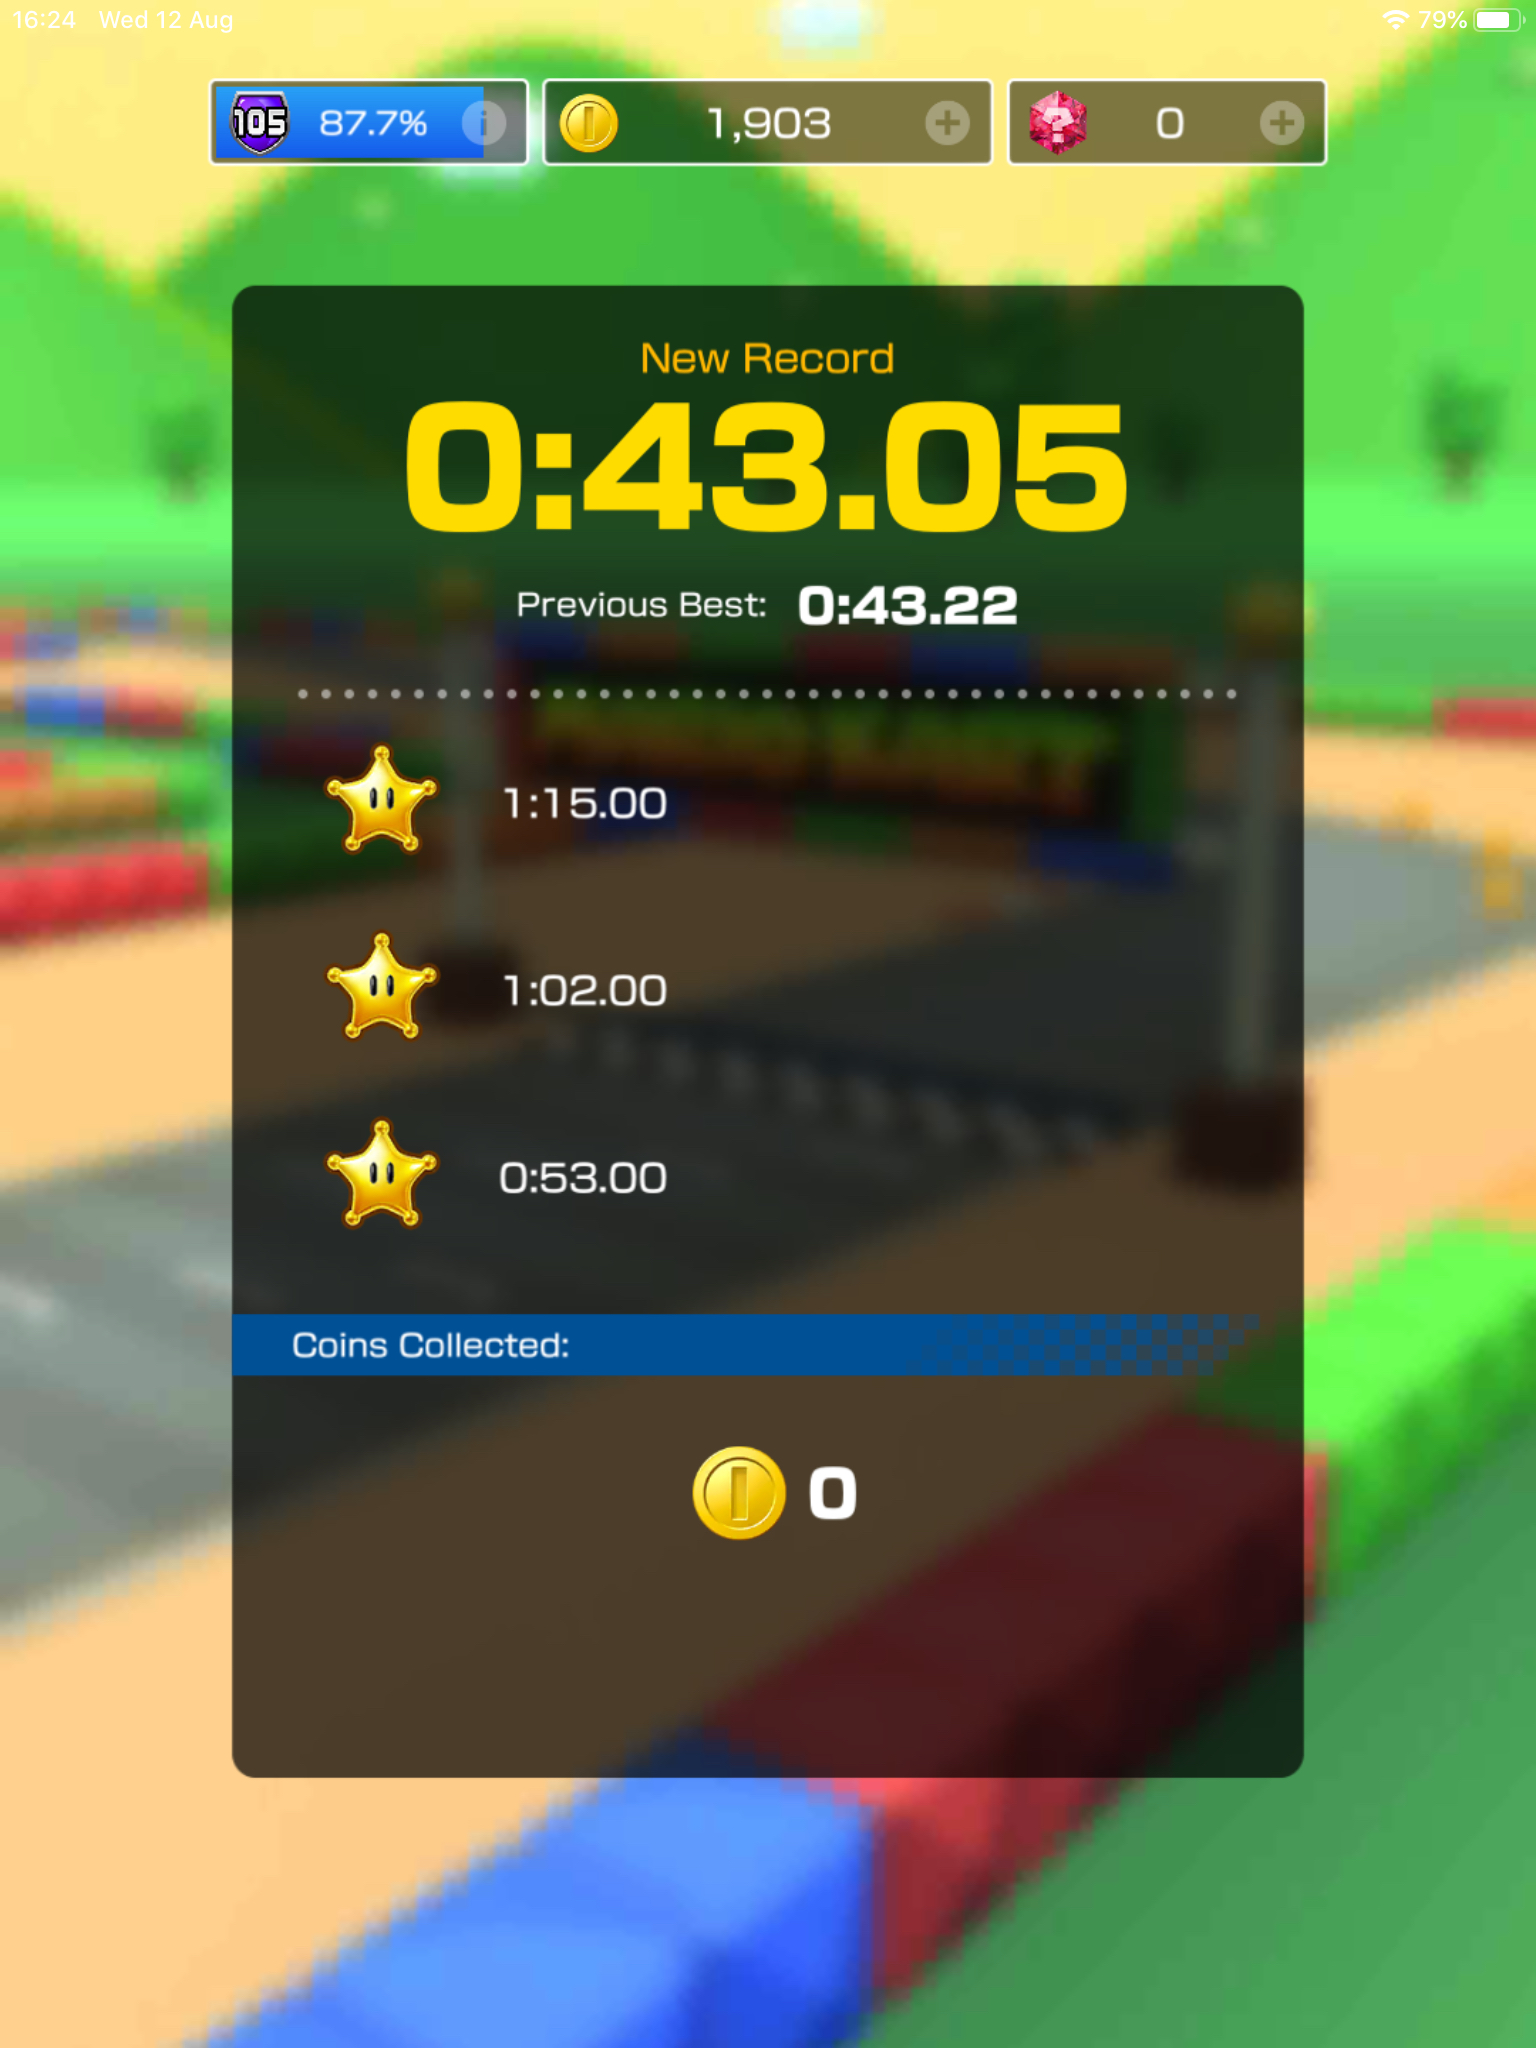 16:24 Wed 12 Aug 79%
105 87.7% i 1,903 + ? 0 +
New Record
0:43.05
Previous Best: 0:43.22
1:15.00
1:02.00
0:53.00
Coins Collected:
0